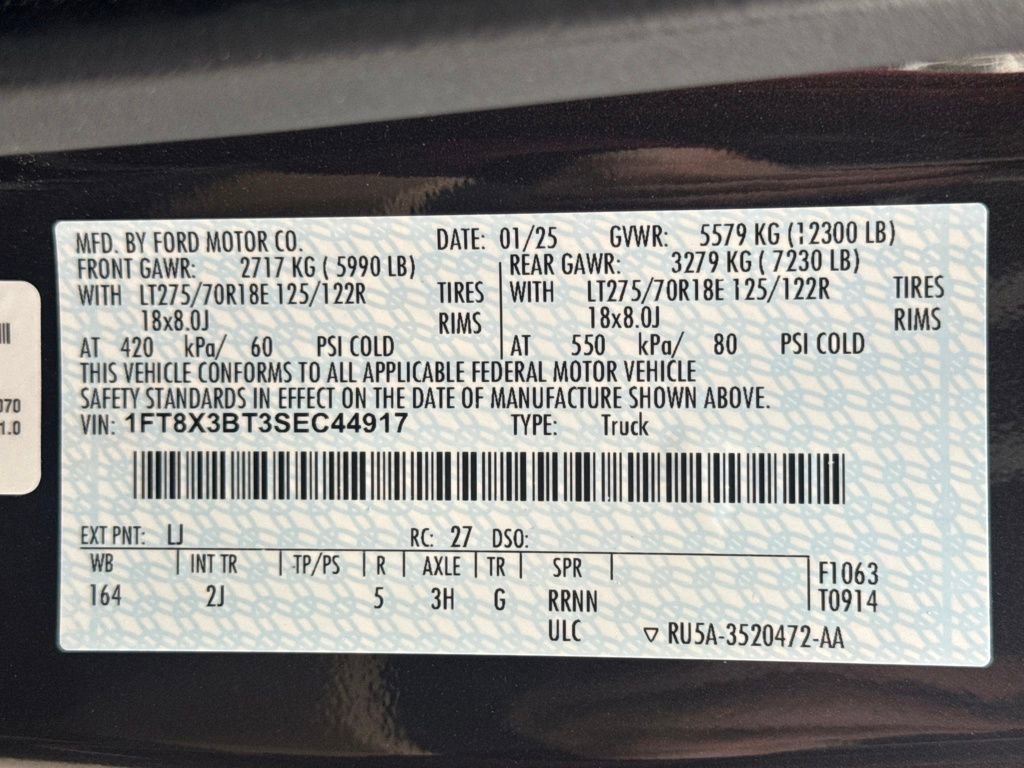 MFD. BY FORD MOTOR CO. DATE: 01/25 GVWR: 5579 KG (12300 LB)
FRONT GAWR: 2717 KG ( 5990 LB) REAR GAWR: 3279 KG ( 7230 LB)
WITH LT275/70R18E 125/122R TIRES WITH LT275/70R18E 125/122R TIRES
18x8.0J RIMS 18x8.0J RIMS
AT 420 kPa/ 60 PSI COLD AT 550 kPa/ 80 PSI COLD
THIS VEHICLE CONFORMS TO ALL APPLICABLE FEDERAL MOTOR VEHICLE
SAFETY STANDARDS IN EFFECT ON THE DATE OF MANUFACTURE SHOWN ABOVE.
VIN: 1FT8X3BT3SEC44917 TYPE: Truck
EXT PNT: LJ RC: 27 DSO:
WB INT TR TP/PS R AXLE TR SPR F1063
164 2J 5 3H G RRNN T0914
ULC RU5A-3520472-AA
070
1.0